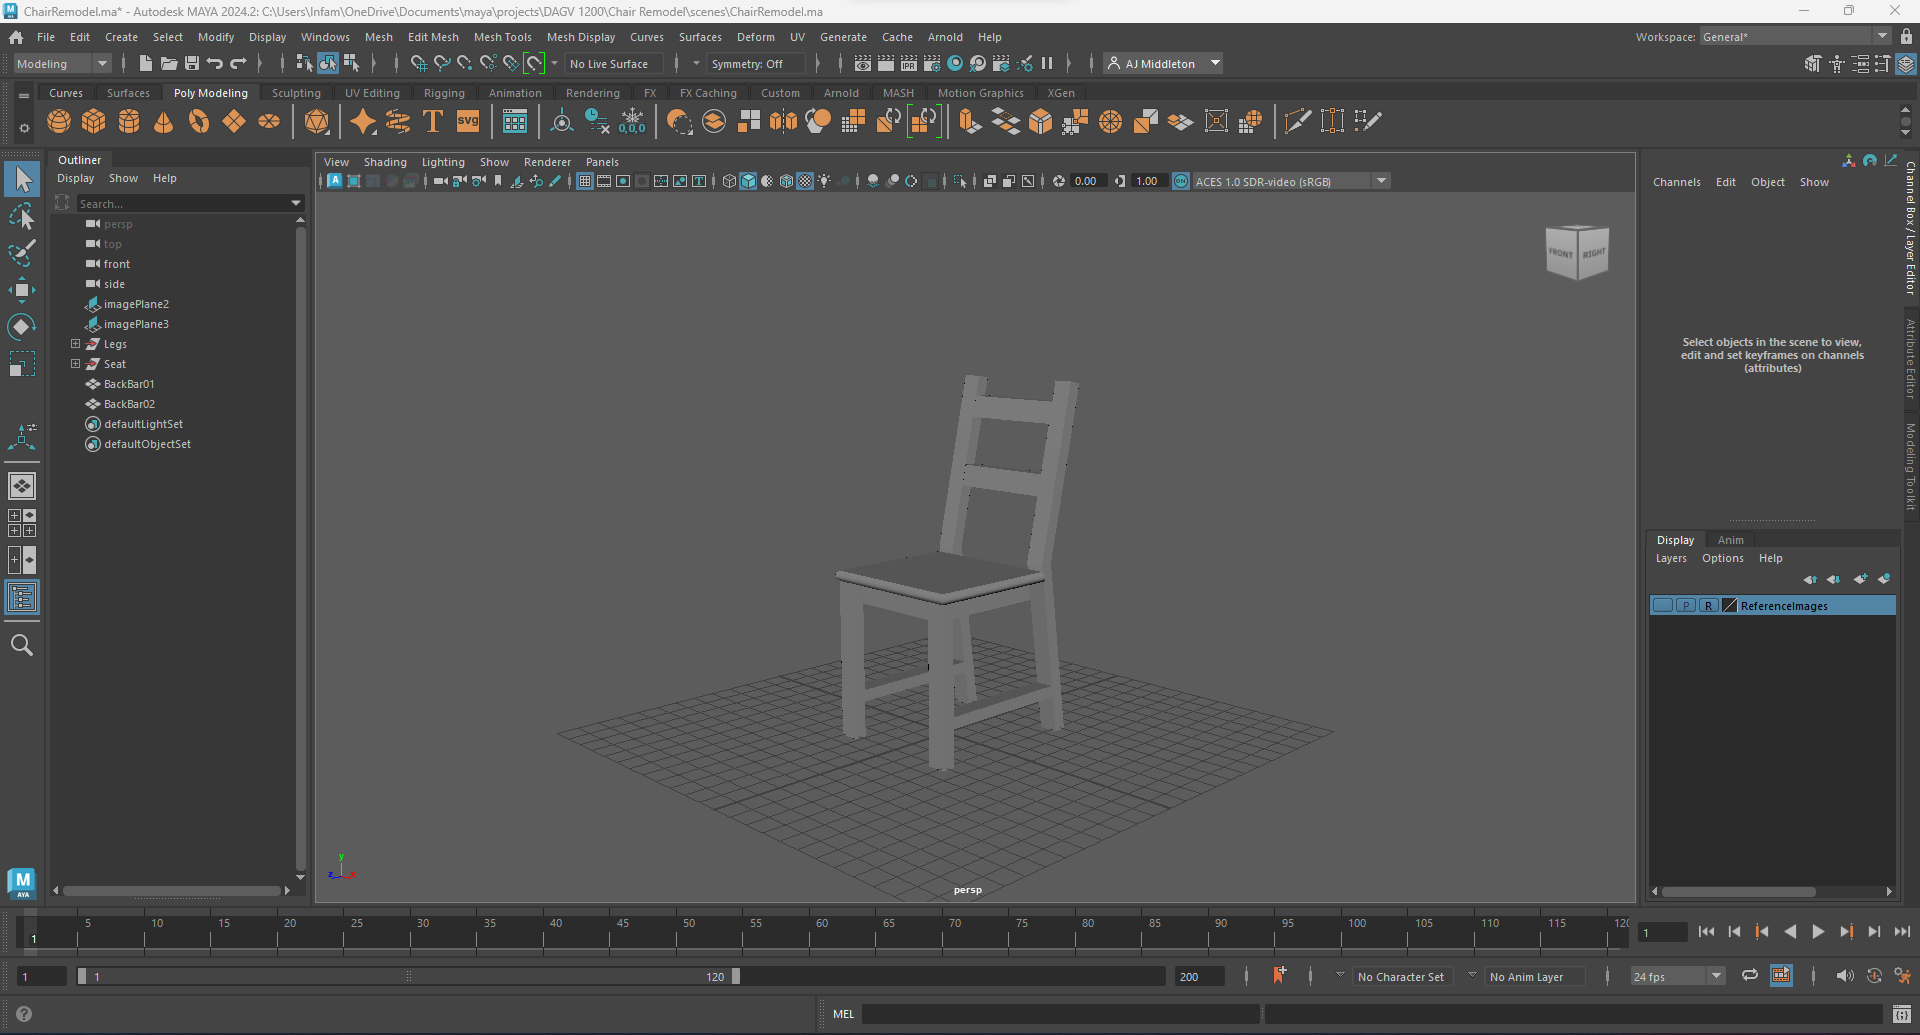 ChairRemodel.ma* - Autodesk MAYA 2024.2: C:\Users\Infam\OneDrive\Documents\maya\projects\DAGV 1200\Chair Remodel\scenes\ChairRemodel.ma
File Edit Create Select Modify Display Windows Mesh Edit Mesh Mesh Tools Mesh Display Curves Surfaces Deform UV Generate Cache Arnold Help
Workspace: General*
Modeling
No Live Surface
Symmetry: Off
IPR
AJ Middleton
Curves Surfaces Poly Modeling Sculpting UV Editing Rigging Animation Rendering FX FX Caching Custom Arnold MASH Motion Graphics XGen
T
svg
0,0,0
Outliner
Display Show Help
Search...
persp
top
front
side
imagePlane2
imagePlane3
Legs
Seat
BackBar01
BackBar02
defaultLightSet
defaultObjectSet
View Shading Lighting Show Renderer Panels
0.00
1.00
ON
ACES 1.0 SDR-video (sRGB)
FRONT
RIGHT
y
z
x
persp
Channels Edit Object Show
Select objects in the scene to view,
edit and set keyframes on channels
(attributes)
Channel Box / Layer Editor
Attribute Editor
Modeling Toolkit
Display Anim
Layers Options Help
P R ReferenceImages
M
AYA
5 10 15 20 25 30 35 40 45 50 55 60 65 70 75 80 85 90 95 100 105 110 115 120
1
1
1
1
120
200
No Character Set
No Anim Layer
24 fps
MEL